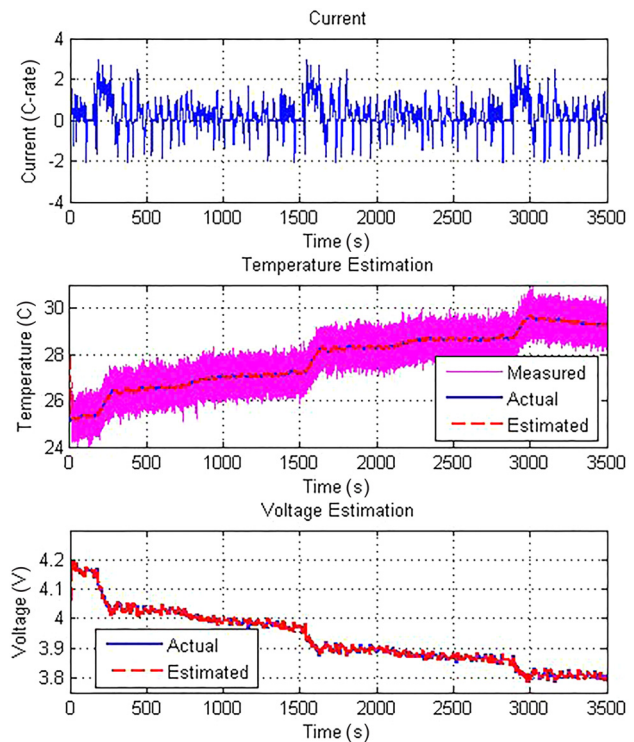 Current
4
2
0
-2
-4
Current (C-rate)
0 500 1000 1500 2000 2500 3000 3500
Time (s)
Temperature Estimation
30
28
26
24
Temperature (C)
Measured
Actual
Estimated
0 500 1000 1500 2000 2500 3000 3500
Time (s)
Voltage Estimation
4.2
4.1
4
3.9
3.8
Voltage (V)
Actual
Estimated
0 500 1000 1500 2000 2500 3000 3500
Time (s)